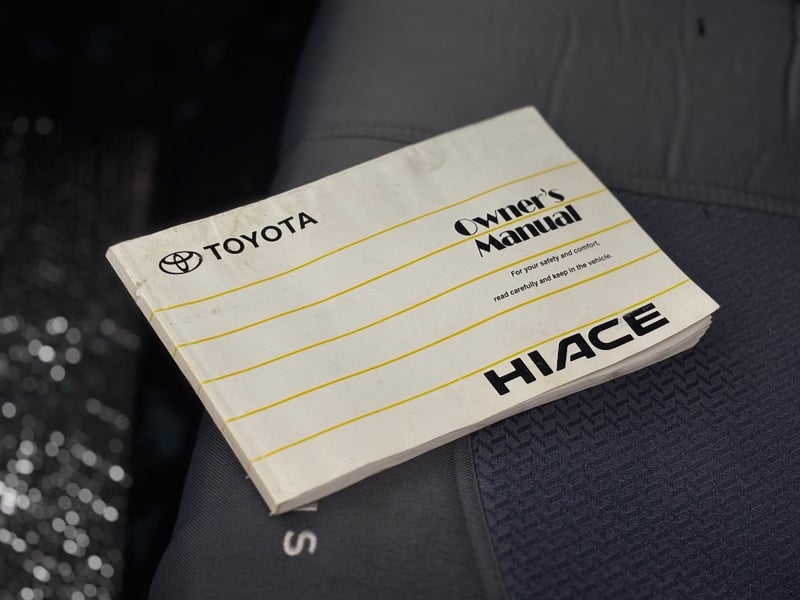 TOYOTA
Owner's
Manual
For your safety and comfort,
read carefully and keep in the vehicle.
HIACE
S